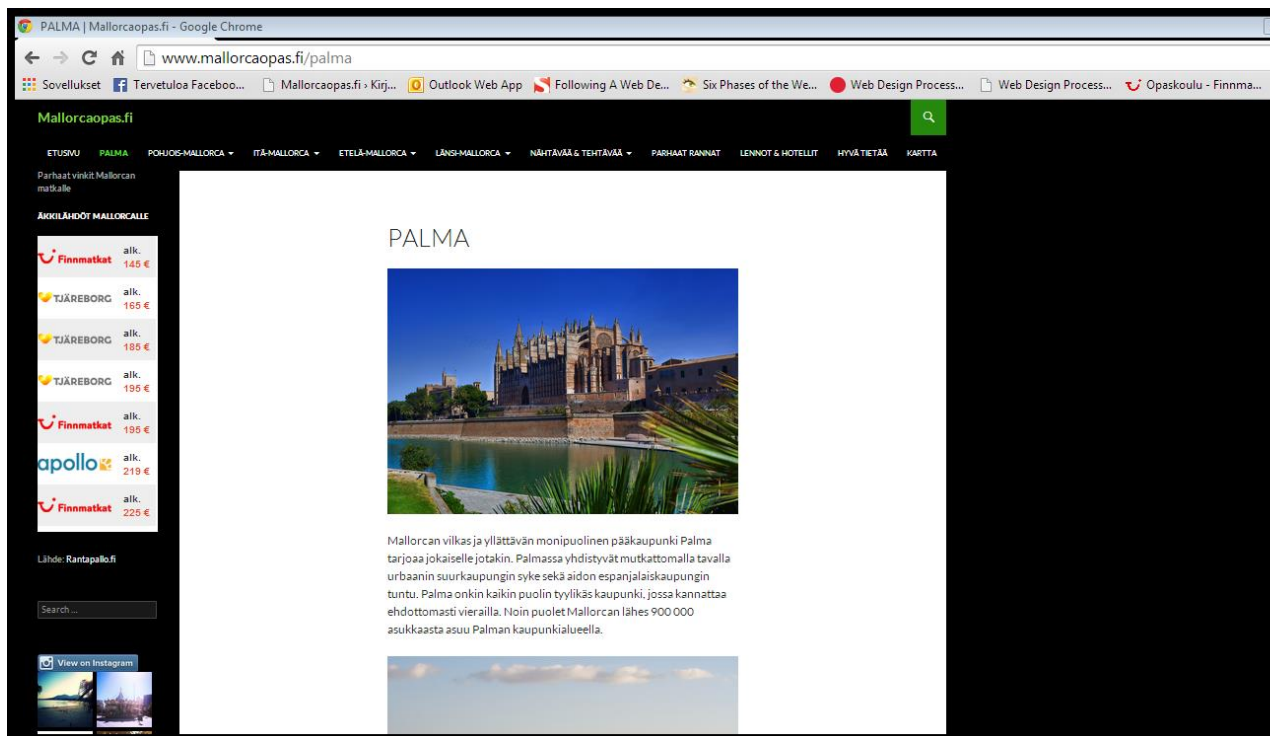 PALMA | Mallorcaopas.fi - Google Chrome
www.mallorcaopas.fi/palma
Sovellukset Tervetuloa Faceboo... Mallorcaopas.fi › Kirj... Outlook Web App Following A Web De... Six Phases of the We... Web Design Process... Web Design Process... Opaskoulu - Finnma...
Mallorcaopas.fi
ETUSIVU PALMA POHJOIS-MALLORCA ITÄ-MALLORCA ETELÄ-MALLORCA LÄNSI-MALLORCA NÄHTÄVÄÄ & TEHTÄVÄÄ PARHAAT RANNAT LENNOT & HOTELLIT HYVÄ TIETÄÄ KARTTA
Parhaat vinkit Mallorcan
matkalle
ÄKKILÄHDÖT MALLORCALLE
Finnmatkat alk. 145 €
TJÄREBORG alk. 165 €
TJÄREBORG alk. 185 €
TJÄREBORG alk. 195 €
Finnmatkat alk. 195 €
apollo alk. 219 €
Finnmatkat alk. 225 €
Lähde: Rantapallo.fi
Search ...
View on Instagram
PALMA
Mallorcan vilkas ja yllättävän monipuolinen pääkaupunki Palma
tarjoaa jokaiselle jotakin. Palmassa yhdistyvät mutkattomalla tavalla
urbaanin suurkaupungin syke sekä aidon espanjalaiskaupungin
tuntu. Palma onkin kaikin puolin tyylikäs kaupunki, jossa kannattaa
ehdottomasti vierailla. Noin puolet Mallorcan lähes 900 000
asukkaasta asuu Palman kaupunkialueella.